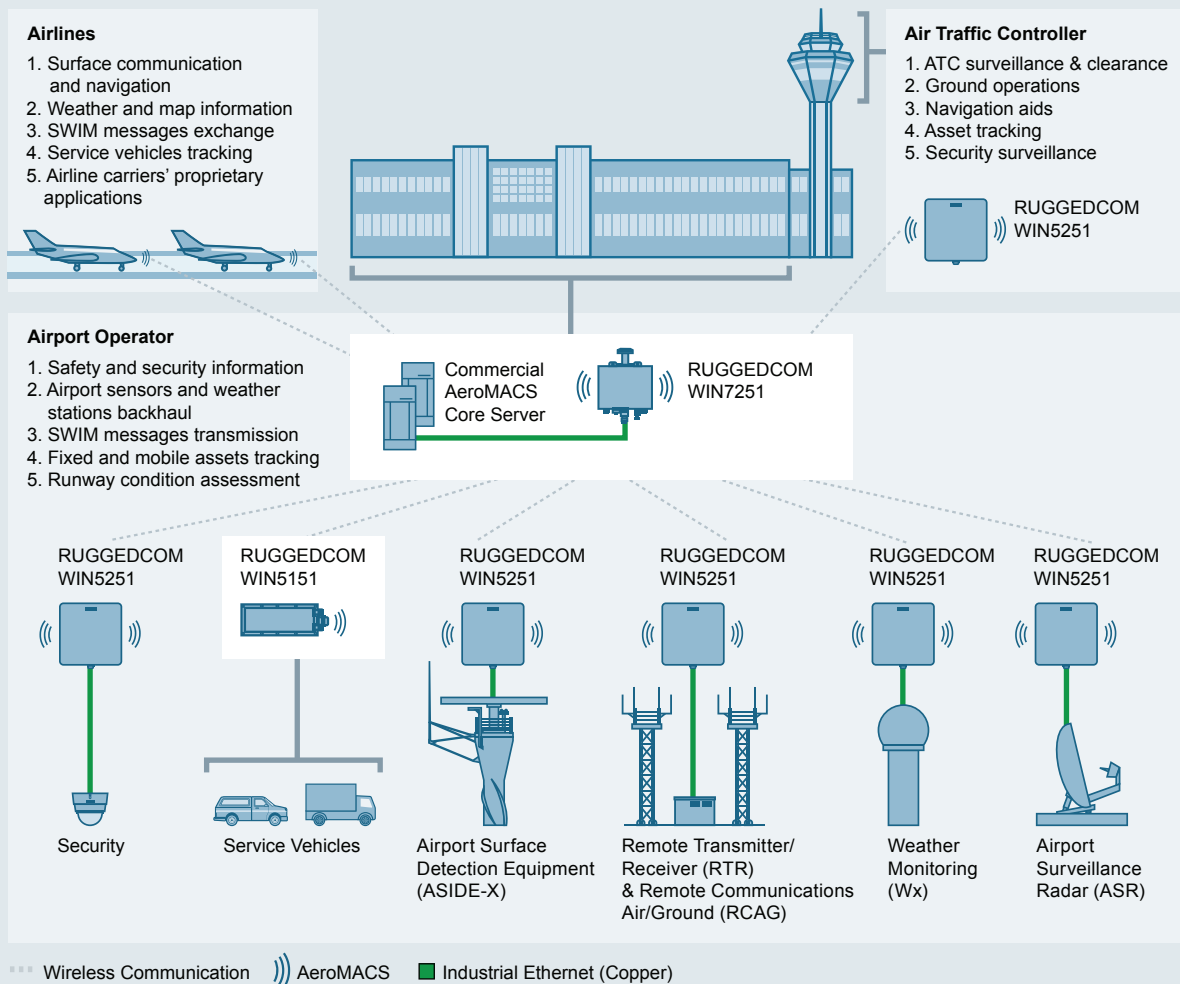 Airlines
1. Surface communication
and navigation
2. Weather and map information
3. SWIM messages exchange
4. Service vehicles tracking
5. Airline carriers' proprietary
applications
Air Traffic Controller
1. ATC surveillance & clearance
2. Ground operations
3. Navigation aids
4. Asset tracking
5. Security surveillance
RUGGEDCOM
WIN5251
Airport Operator
1. Safety and security information
2. Airport sensors and weather
stations backhaul
3. SWIM messages transmission
4. Fixed and mobile assets tracking
5. Runway condition assessment
Commercial
AeroMACS
Core Server
RUGGEDCOM
WIN7251
RUGGEDCOM
WIN5251
RUGGEDCOM
WIN5151
RUGGEDCOM
WIN5251
RUGGEDCOM
WIN5251
RUGGEDCOM
WIN5251
RUGGEDCOM
WIN5251
Security
Service Vehicles
Airport Surface
Detection Equipment
(ASIDE-X)
Remote Transmitter/
Receiver (RTR)
& Remote Communications
Air/Ground (RCAG)
Weather
Monitoring
(Wx)
Airport
Surveillance
Radar (ASR)
Wireless Communication
AeroMACS
Industrial Ethernet (Copper)